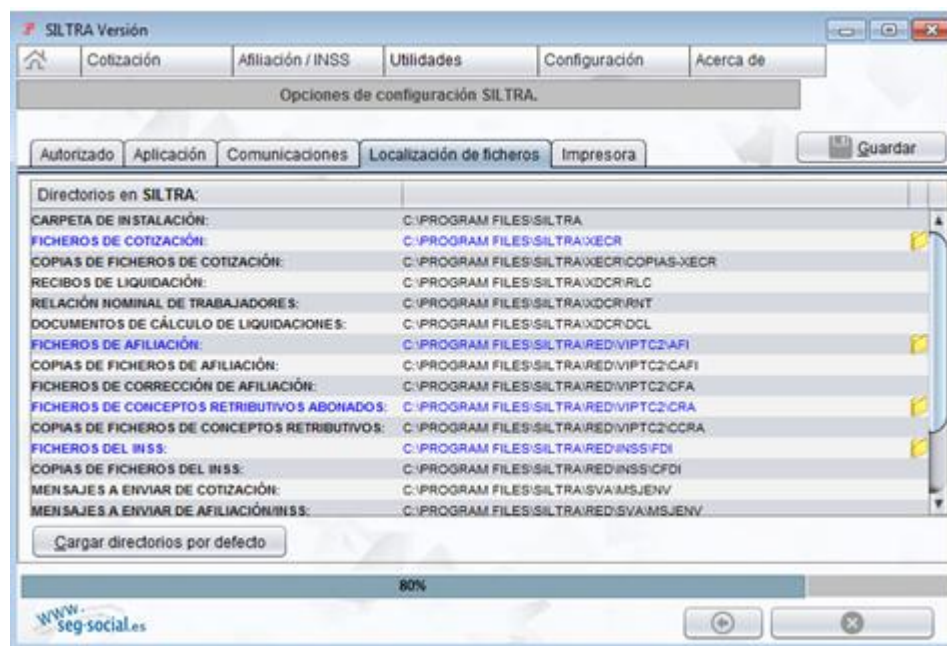 SILTRA Versión
Cotización Afiliación / INSS Utilidades Configuración Acerca de
Opciones de configuración SILTRA.
Autorizado Aplicación Comunicaciones Localización de ficheros Impresora Guardar
Directorios en SILTRA:
CARPETA DE INSTALACIÓN: C:\PROGRAM FILES\SILTRA
FICHEROS DE COTIZACIÓN: C:\PROGRAM FILES\SILTRA\XECR
COPIAS DE FICHEROS DE COTIZACIÓN: C:\PROGRAM FILES\SILTRA\XECR\COPIAS-XECR
RECIBOS DE LIQUIDACIÓN: C:\PROGRAM FILES\SILTRA\XDCR\RLC
RELACIÓN NOMINAL DE TRABAJADORES: C:\PROGRAM FILES\SILTRA\XDCR\RNT
DOCUMENTOS DE CÁLCULO DE LIQUIDACIONES: C:\PROGRAM FILES\SILTRA\XDCR\DCL
FICHEROS DE AFILIACIÓN: C:\PROGRAM FILES\SILTRA\RED\VIPTC2\AFI
COPIAS DE FICHEROS DE AFILIACIÓN: C:\PROGRAM FILES\SILTRA\RED\VIPTC2\CAFI
FICHEROS DE CORRECCIÓN DE AFILIACIÓN: C:\PROGRAM FILES\SILTRA\RED\VIPTC2\CFA
FICHEROS DE CONCEPTOS RETRIBUTIVOS ABONADOS: C:\PROGRAM FILES\SILTRA\RED\VIPTC2\CRA
COPIAS DE FICHEROS DE CONCEPTOS RETRIBUTIVOS: C:\PROGRAM FILES\SILTRA\RED\VIPTC2\CCRA
FICHEROS DEL INSS: C:\PROGRAM FILES\SILTRA\RED\INSS\FDI
COPIAS DE FICHEROS DEL INSS: C:\PROGRAM FILES\SILTRA\RED\INSS\CFDI
MENSAJES A ENVIAR DE COTIZACIÓN: C:\PROGRAM FILES\SILTRA\SVA\MSJENV
MENSAJES A ENVIAR DE AFILIACIÓN/INSS: C:\PROGRAM FILES\SILTRA\RED\SVA\MSJENV
Cargar directorios por defecto
80%
www.seg-social.es